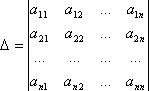 Δ = | a₁₁ a₁₂ ... a₁ₙ |
| a₂₁ a₂₂ ... a₂ₙ |
| ... ... ... ... |
| aₙ₁ aₙ₂ ... aₙₙ |